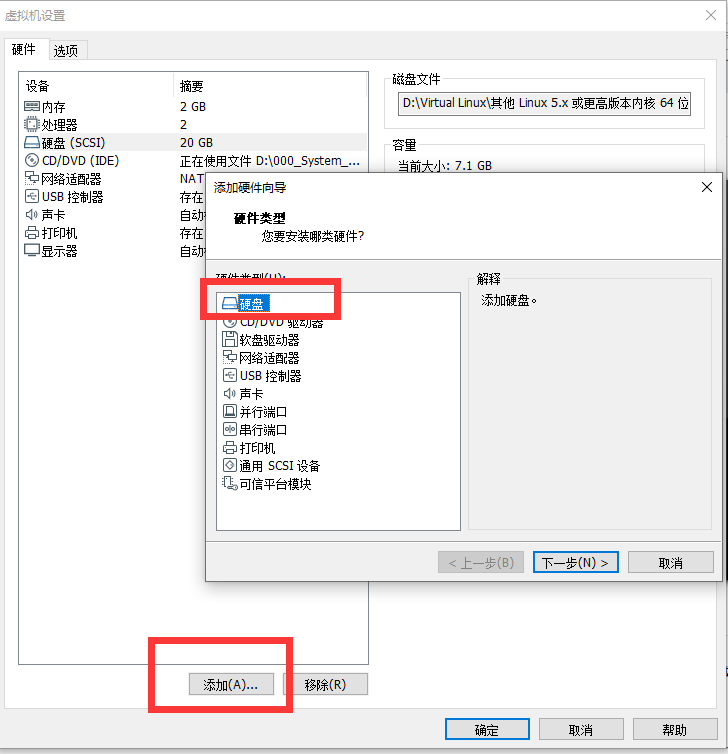 虚拟机设置
硬件 选项
设备 摘要
内存 2 GB
处理器 2
硬盘 (SCSI) 20 GB
CD/DVD (IDE) 正在使用文件 D:\000_System_...
网络适配器 NAT
USB 控制器 存在
声卡 自动
打印机 存在
显示器 自动
磁盘文件
D:\Virtual Linux\其他 Linux 5.x 或更高版本内核 64 位
容量
当前大小: 7.1 GB
添加硬件向导
硬件类型
您要安装哪类硬件?
硬件类型(H):
硬盘
CD/DVD 驱动器
软盘驱动器
网络适配器
USB 控制器
声卡
并行端口
串行端口
打印机
通用 SCSI 设备
可信平台模块
解释
添加硬盘。
< 上一步(B) 下一步(N) > 取消
添加(A)... 移除(R)
确定 取消 帮助